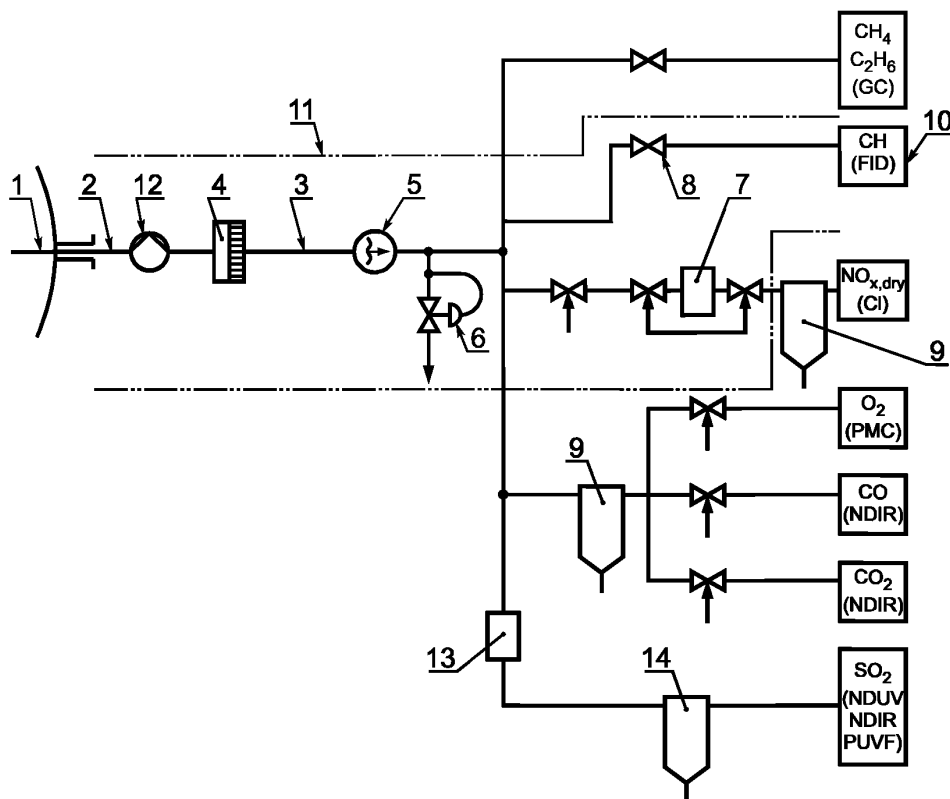 CH4
C2H6
(GC)
11
10
CH
(FID)
1
2
12
4
3
5
8
7
6
NOx,dry
(Cl)
9
O2
(PMC)
9
CO
(NDIR)
CO2
(NDIR)
13
14
SO2
(NDUV
NDIR
PUVF)